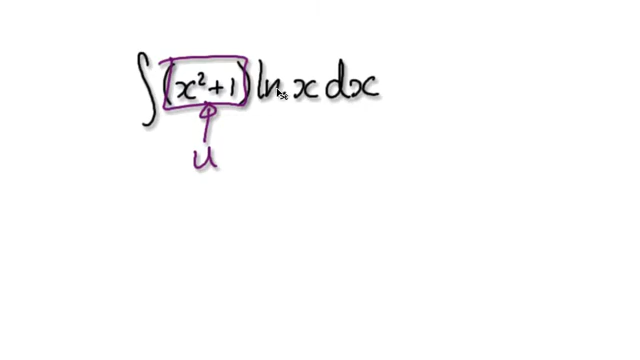 ∫(x²+1) ln x dx
u